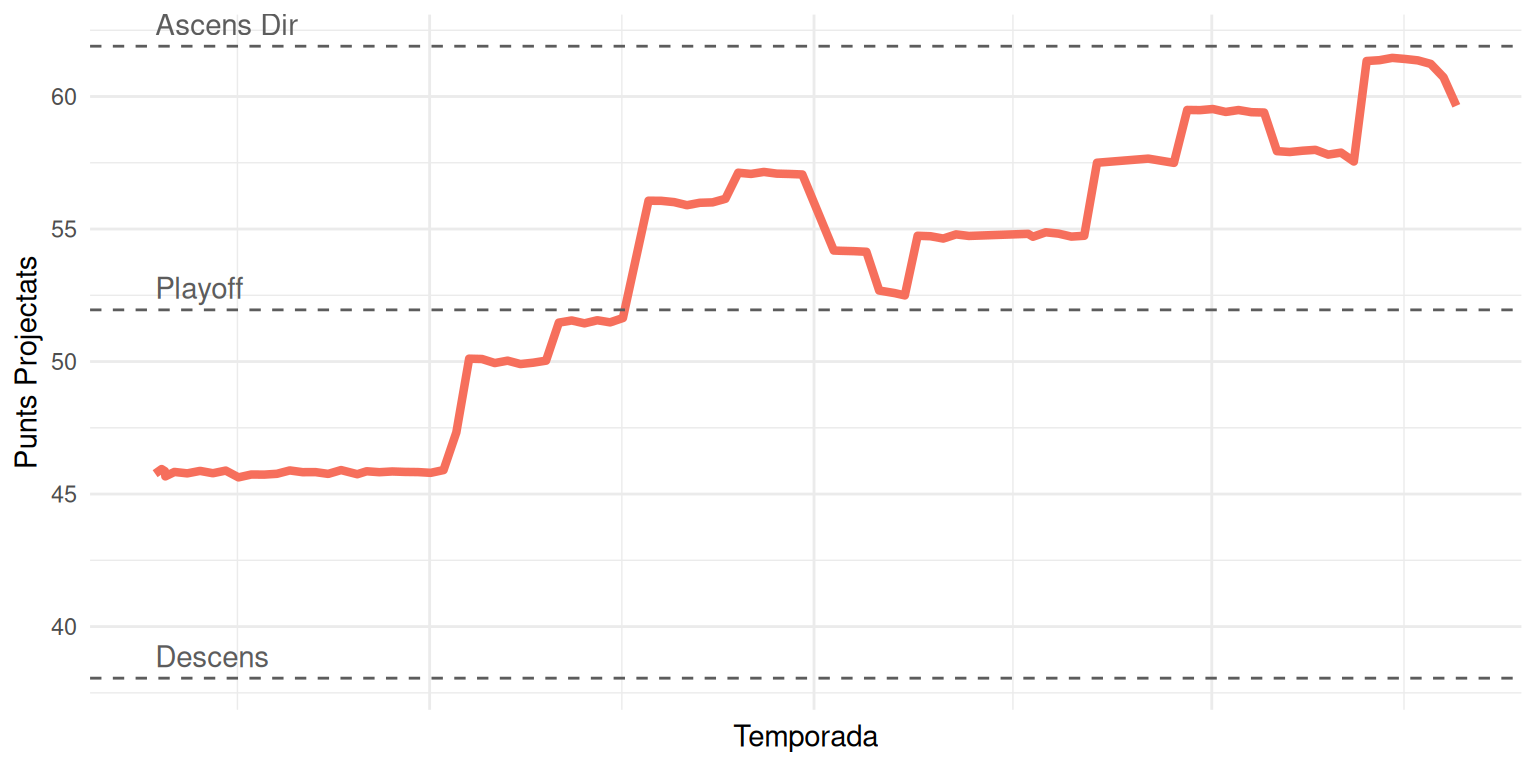 Ascens Dir
60
55
Playoff
50
45
40
Descens
Punts Projectats
Temporada